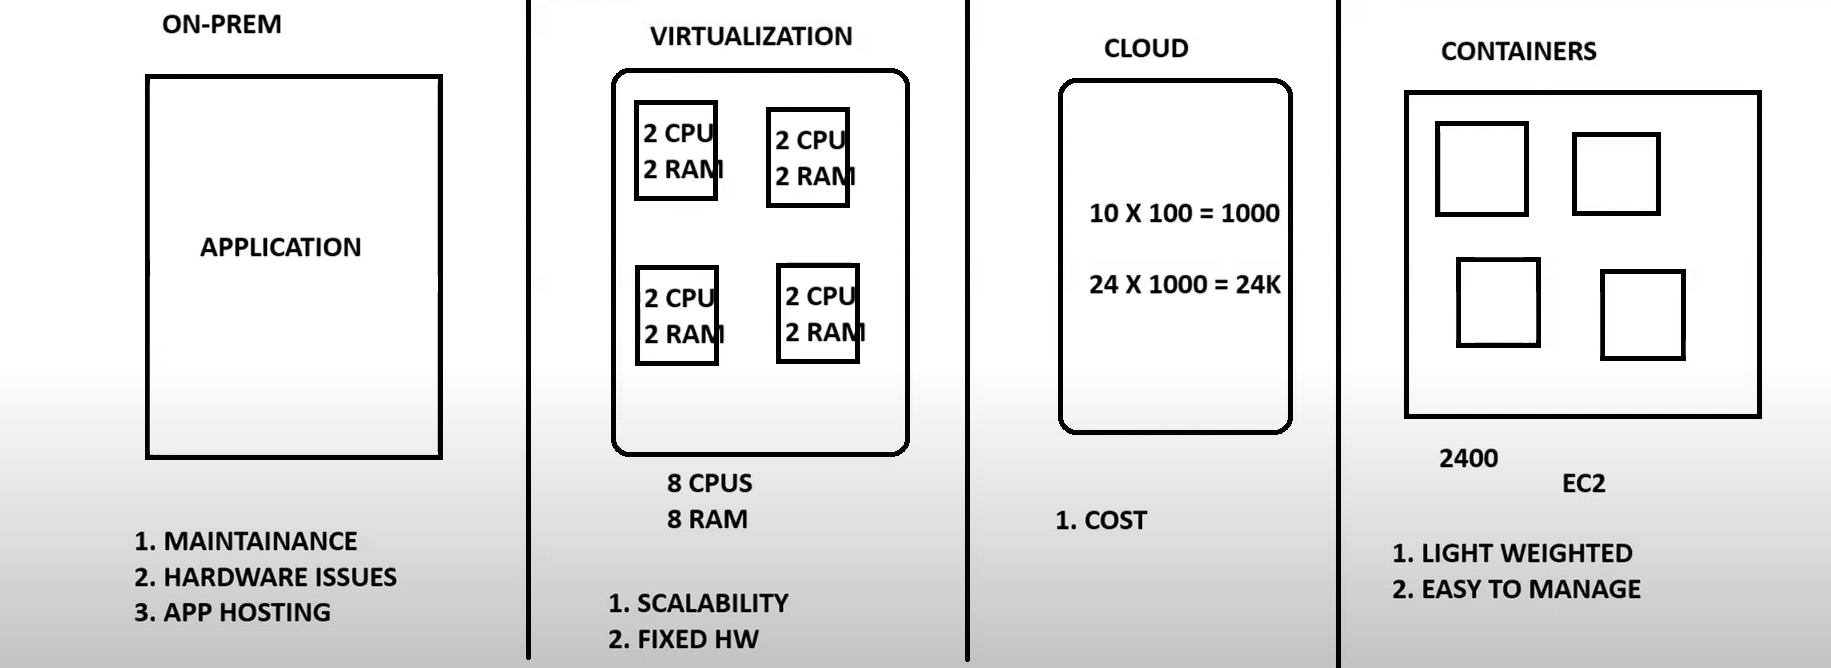 ON-PREM
APPLICATION
1. MAINTAINANCE
2. HARDWARE ISSUES
3. APP HOSTING
VIRTUALIZATION
2 CPU
2 RAM
2 CPU
2 RAM
2 CPU
2 RAM
2 CPU
2 RAM
8 CPUS
8 RAM
1. SCALABILITY
2. FIXED HW
CLOUD
10 X 100 = 1000
24 X 1000 = 24K
1. COST
CONTAINERS
2400
EC2
1. LIGHT WEIGHTED
2. EASY TO MANAGE